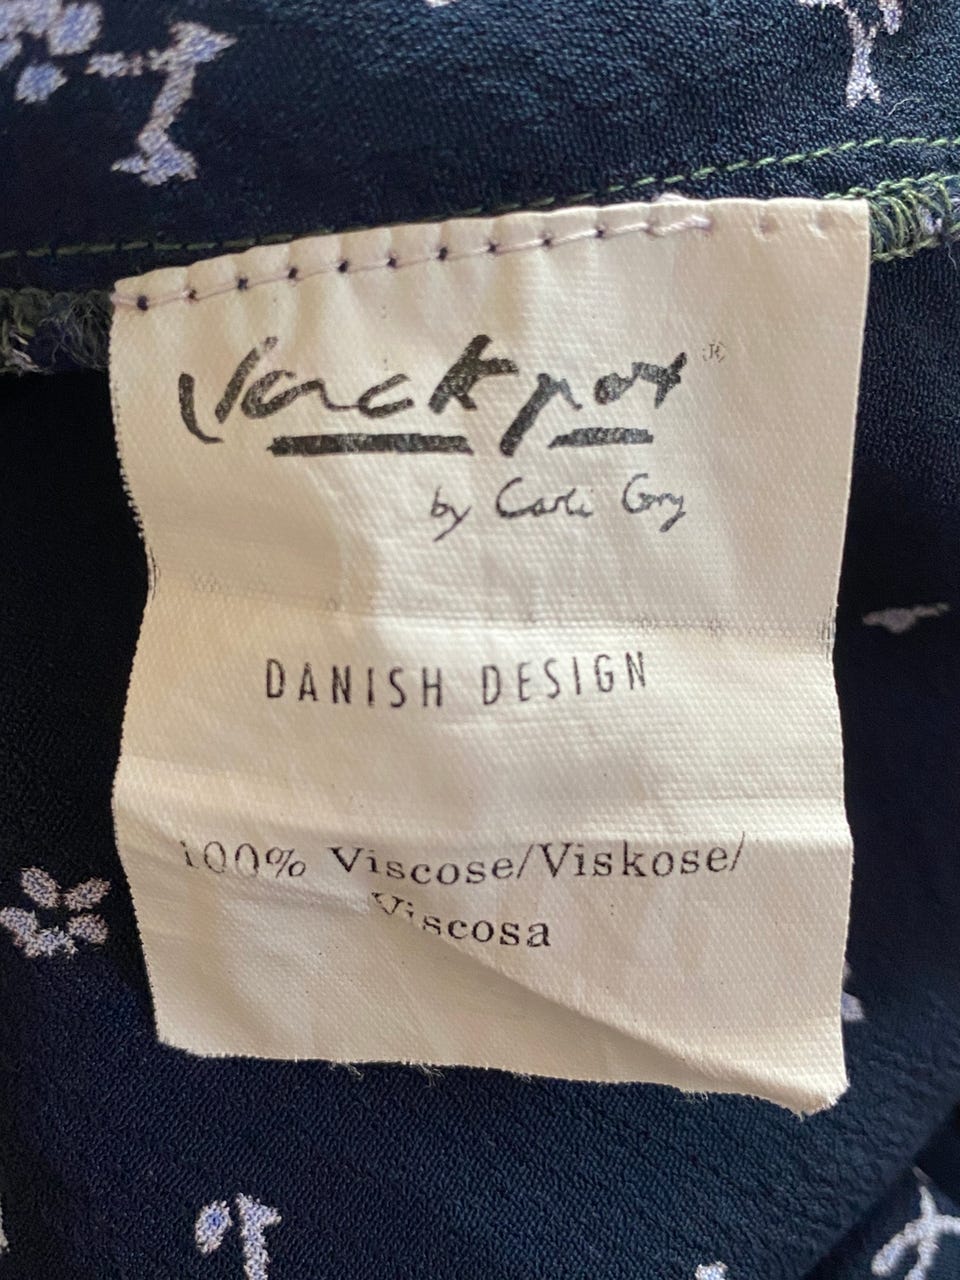 Jackpot®
by Carli Gry
DANISH DESIGN
100% Viscose/Viskose/
Viscosa